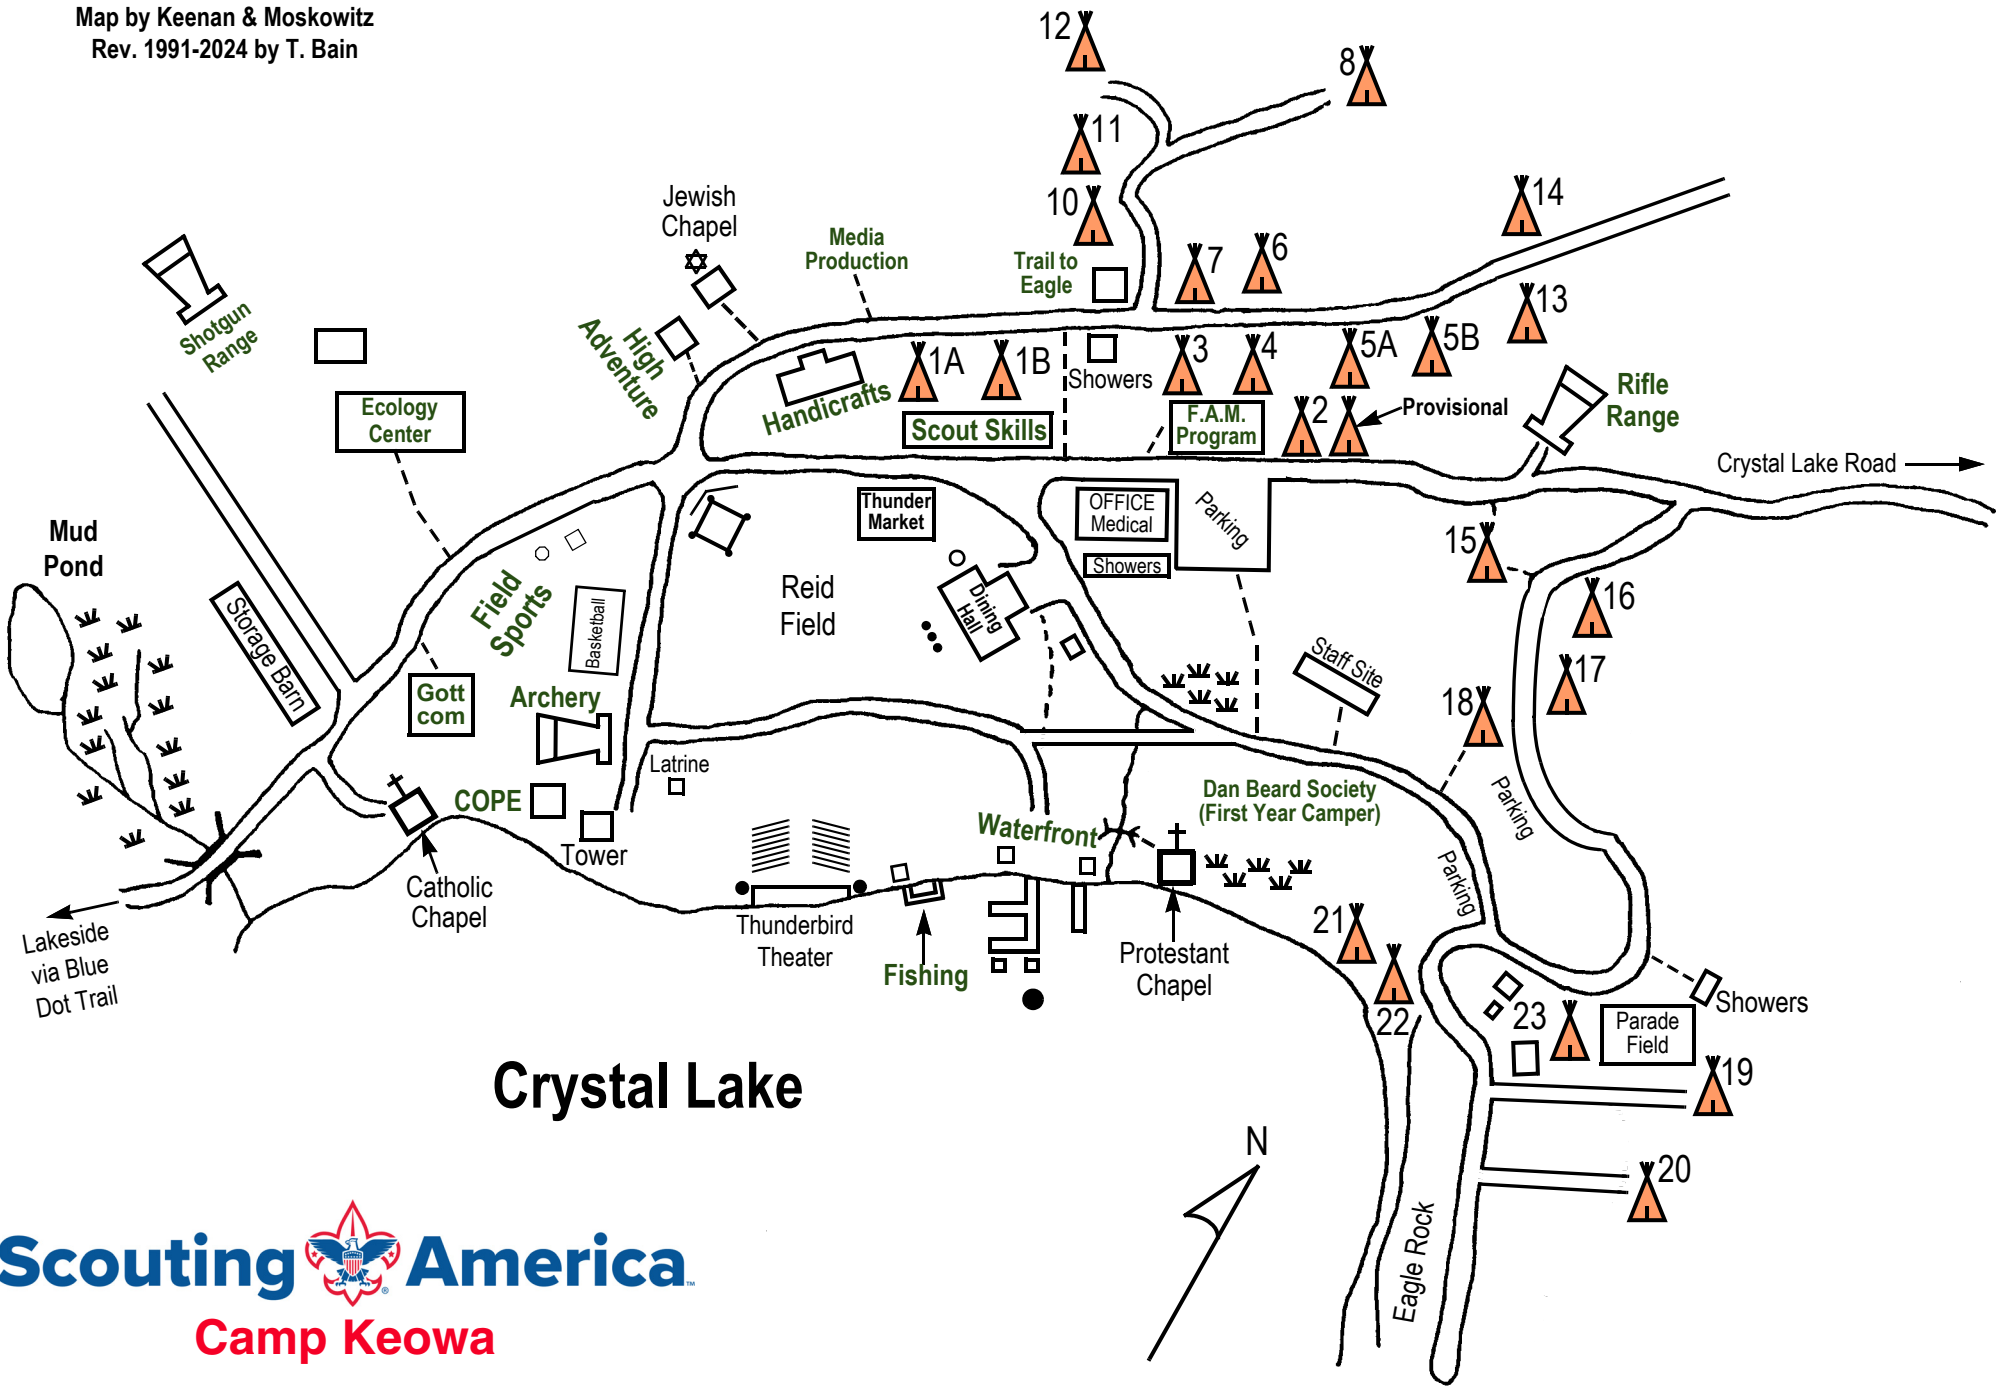 Map by Keenan & Moskowitz
Rev. 1991-2024 by T. Bain
12
8
11
10
14
Jewish
Chapel
Media
Production
Trail to
Eagle
7
6
13
Shotgun
Range
High
Adventure
Handicrafts
1A
1B
Showers
3
4
5A
5B
Ecology
Center
Scout Skills
F.A.M.
Program
2
Provisional
Rifle
Range
Crystal Lake Road
Thunder
Market
OFFICE
Medical
Parking
Showers
15
16
Mud
Pond
Field
Sports
Basketball
Reid
Field
Dining
Hall
Storage Barn
Gott
com
Archery
Staff Site
17
18
Latrine
COPE
Tower
Dan Beard Society
(First Year Camper)
Waterfront
Parking
Parking
Catholic
Chapel
Thunderbird
Theater
Fishing
Protestant
Chapel
21
22
Lakeside
via Blue
Dot Trail
23
Parade
Field
Showers
19
20
Crystal Lake
N
Eagle Rock
Scouting America
Camp Keowa